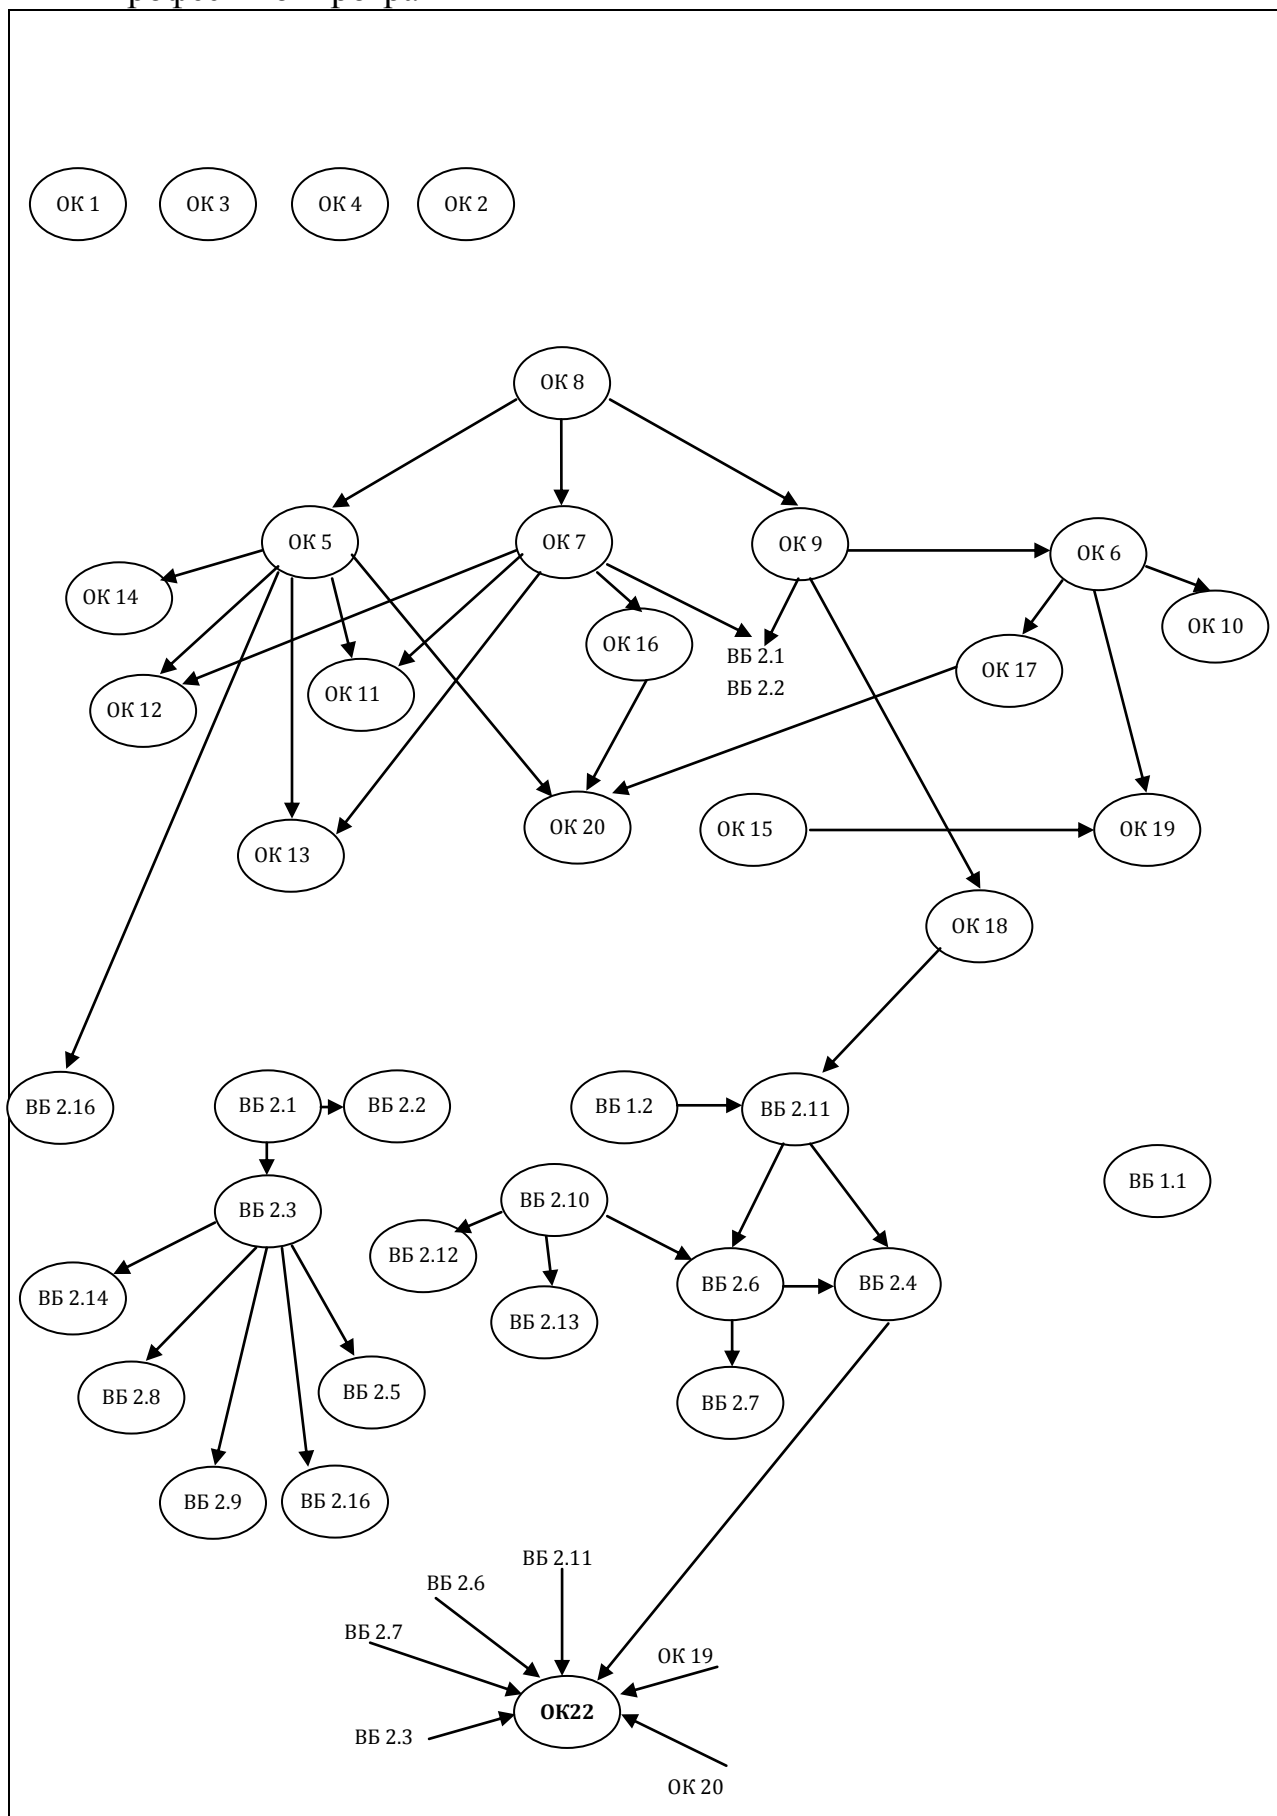 ОК 1
ОК 3
ОК 4
ОК 2
ОК 8
ОК 5
ОК 7
ОК 9
ОК 6
ОК 14
ОК 16
ОК 10
ВБ 2.1
ВБ 2.2
ОК 17
ОК 12
ОК 11
ОК 20
ОК 15
ОК 19
ОК 13
ОК 18
ВБ 2.16
ВБ 2.1
ВБ 2.2
ВБ 1.2
ВБ 2.11
ВБ 1.1
ВБ 2.3
ВБ 2.10
ВБ 2.12
ВБ 2.14
ВБ 2.13
ВБ 2.6
ВБ 2.4
ВБ 2.8
ВБ 2.5
ВБ 2.7
ВБ 2.9
ВБ 2.16
ВБ 2.11
ВБ 2.6
ВБ 2.7
ОК 19
ОК22
ВБ 2.3
ОК 20